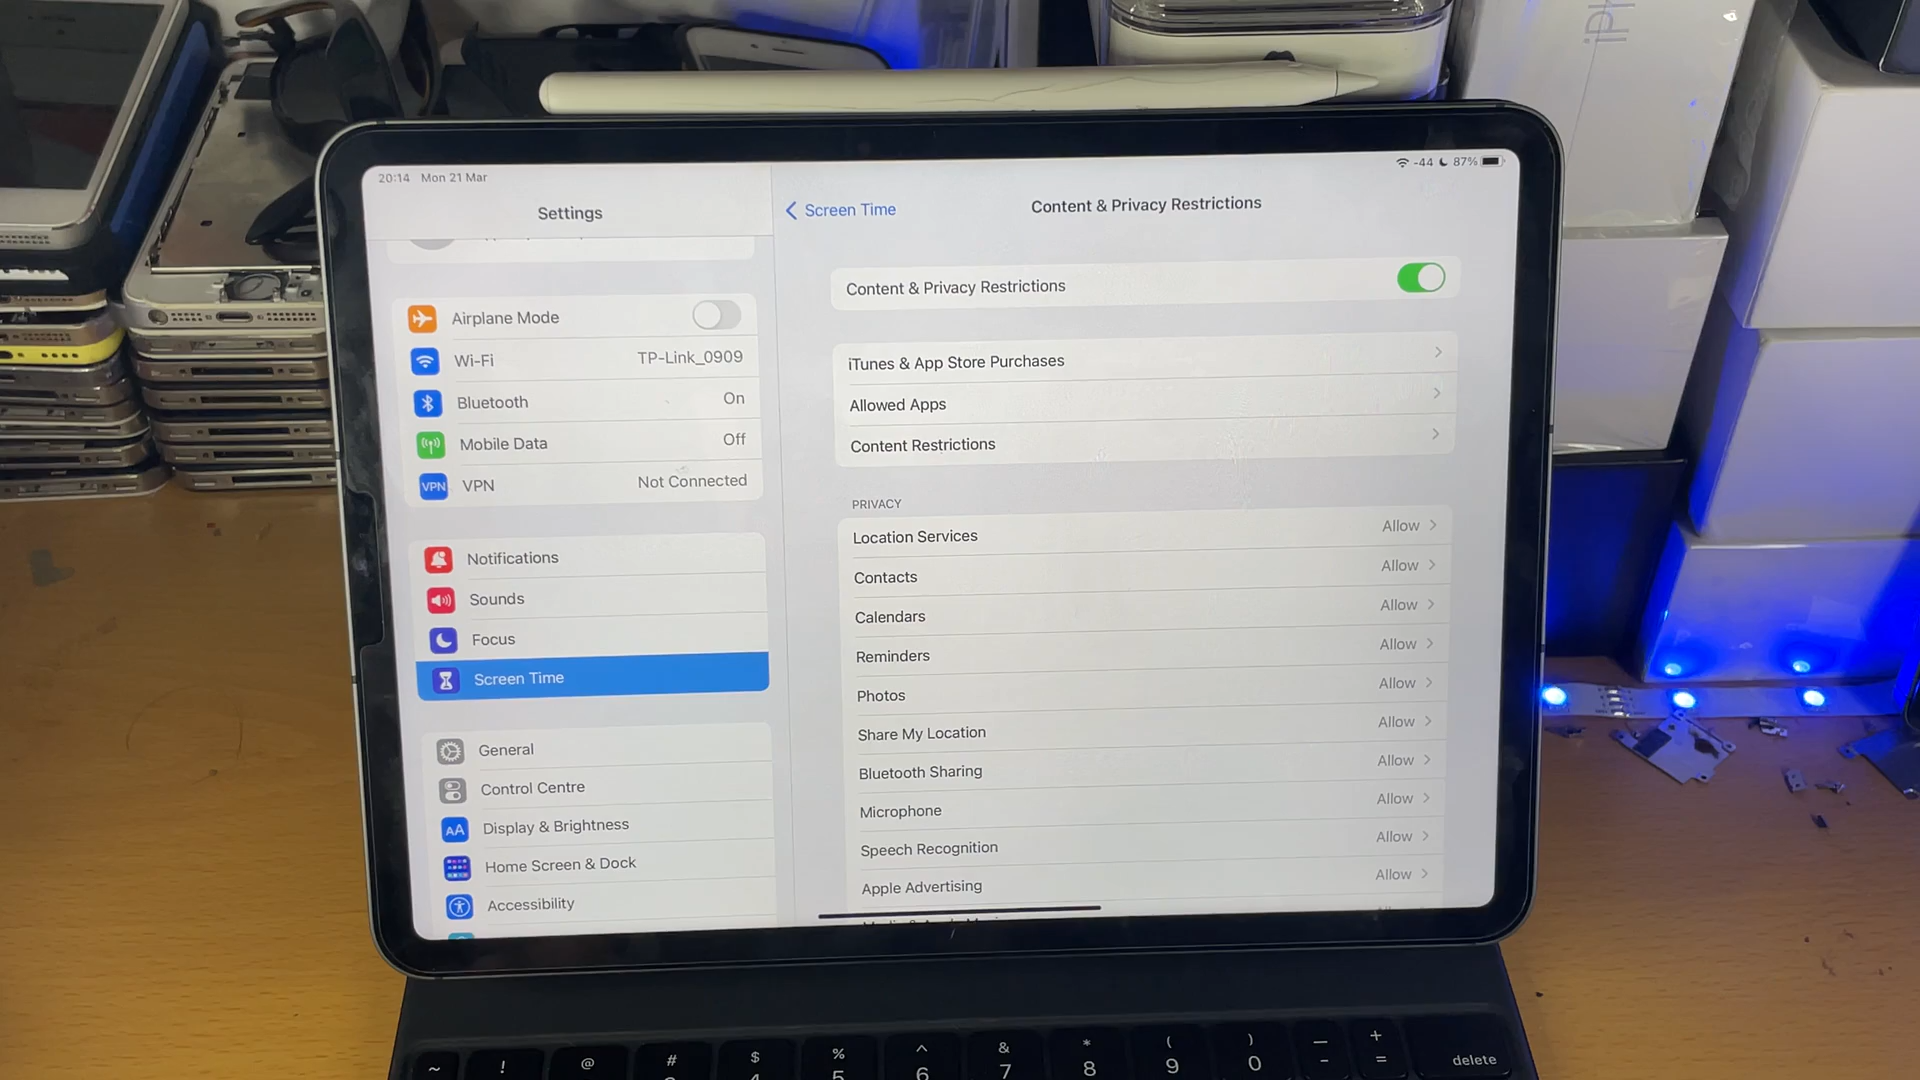 iPh
20:14 Mon 21 Mar
-44 87%
Settings
Airplane Mode
Wi-Fi TP-Link_0909
Bluetooth On
Mobile Data Off
VPN VPN Not Connected
Notifications
Sounds
Focus
Screen Time
General
Control Centre
AA Display & Brightness
Home Screen & Dock
Accessibility
Screen Time
Content & Privacy Restrictions
Content & Privacy Restrictions
iTunes & App Store Purchases
Allowed Apps
Content Restrictions
PRIVACY
Location Services Allow
Contacts Allow
Calendars Allow
Reminders Allow
Photos Allow
Share My Location Allow
Bluetooth Sharing Allow
Microphone Allow
Speech Recognition Allow
Apple Advertising Allow
~ ! @ # $ % ^ & * ( ) — +
4 5 6 7 8 9 0 - = delete